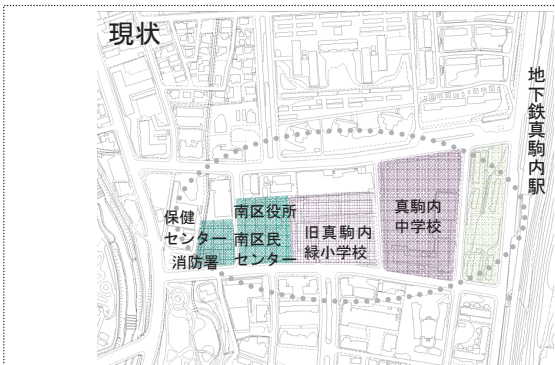 現状
地下鉄真駒内駅
保健
センター
消防署
南区役所
南区民
センター
旧真駒内
緑小学校
真駒内
中学校